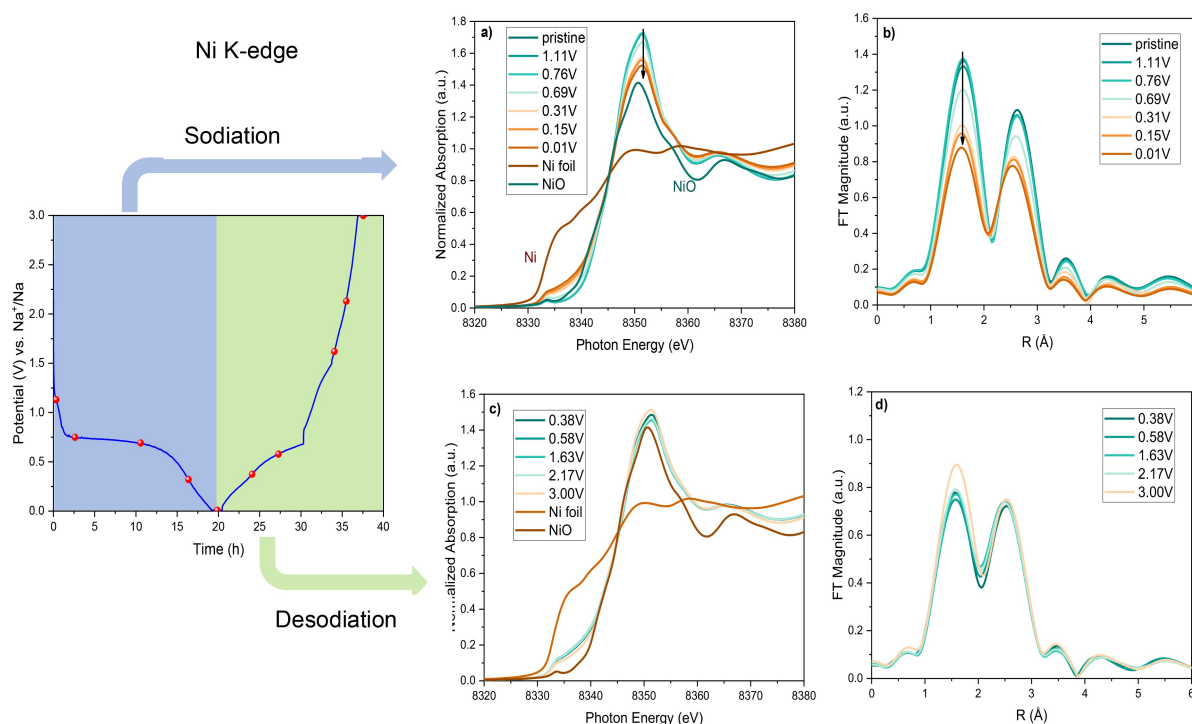 Ni K-edge
Sodiation
Potential (V) vs. Na⁺/Na
3.0
2.5
2.0
1.5
1.0
0.5
0.0
0 5 10 15 20 25 30 35 40
Time (h)
Desodiation
a)
Normalized Absorption (a.u.)
1.8
1.6
1.4
1.2
1.0
0.8
0.6
0.4
0.2
0.0
pristine
1.11V
0.76V
0.69V
0.31V
0.15V
0.01V
Ni foil
NiO
Ni
NiO
8320 8330 8340 8350 8360 8370 8380
Photon Energy (eV)
b)
FT Magnitude (a.u.)
1.6
1.4
1.2
1.0
0.8
0.6
0.4
0.2
0.0
pristine
1.11V
0.76V
0.69V
0.31V
0.15V
0.01V
0 1 2 3 4 5
R (Å)
c)
Normalized Absorption (a.u.)
1.6
1.4
1.2
1.0
0.8
0.6
0.4
0.2
0.0
0.38V
0.58V
1.63V
2.17V
3.00V
Ni foil
NiO
8320 8330 8340 8350 8360 8370 8380
Photon Energy (eV)
d)
FT Magnitude (a.u.)
1.2
1.0
0.8
0.6
0.4
0.2
0.0
0.38V
0.58V
1.63V
2.17V
3.00V
0 1 2 3 4 5 6
R (Å)